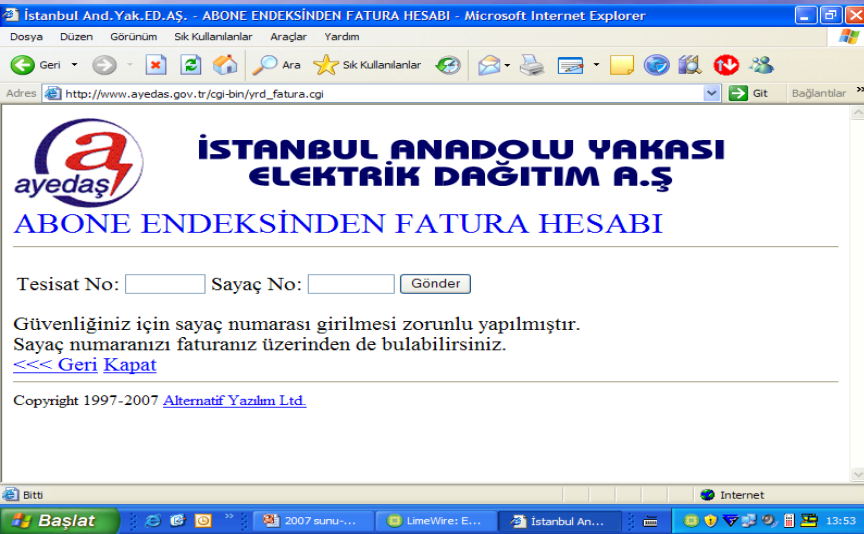 İstanbul And.Yak.ED.AŞ. - ABONE ENDEKSİNDEN FATURA HESABI - Microsoft Internet Explorer
Dosya Düzen Görünüm Sık Kullanılanlar Araçlar Yardım
Geri Ara Sık Kullanılanlar
Adres http://www.ayedas.gov.tr/cgi-bin/yrd_fatura.cgi Git Bağlantılar »
a
ayedaş
İSTANBUL ANADOLU YAKASI
ELEKTRİK DAĞITIM A.Ş
ABONE ENDEKSİNDEN FATURA HESABI
Tesisat No: Sayaç No: Gönder
Güvenliğiniz için sayaç numarası girilmesi zorunlu yapılmıştır.
Sayaç numaranızı faturanız üzerinden de bulabilirsiniz.
<<< Geri Kapat
Copyright 1997-2007 Alternatif Yazılım Ltd.
Bitti Internet
Başlat » 2007 sunu-... LimeWire: E... İstanbul An... 13:53